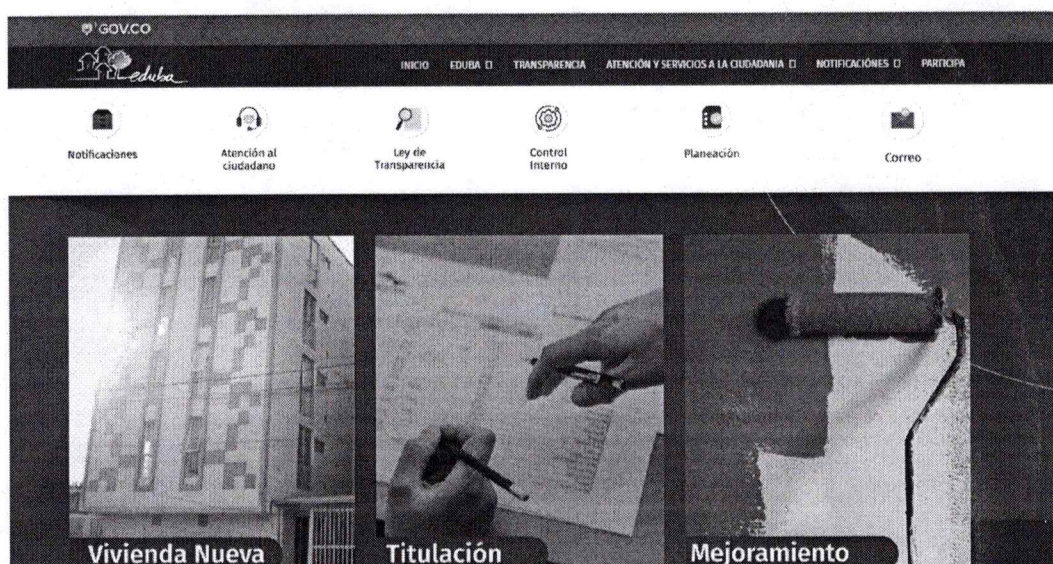 GOV.CO
eduba
INICIO EDUBA TRANSPARENCIA ATENCIÓN Y SERVICIOS A LA CIUDADANIA NOTIFICACIÓNES PARTICIPA
Notificaciones
Atención al
ciudadano
Ley de
Transparencia
Control
Interno
Planeación
Correo
Vivienda Nueva
Titulación
Mejoramiento